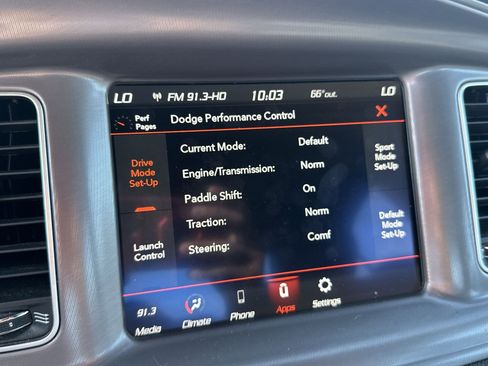 LO FM 91.3-HD 10:03 66°out. LO
Perf
Pages
Dodge Performance Control
Drive
Mode
Set-Up
Launch
Control
Current Mode: Default
Engine/Transmission: Norm
Paddle Shift: On
Traction: Norm
Steering: Comf
Sport
Mode
Set-Up
Default
Mode
Set-Up
91.3
Media Climate Phone Apps Settings